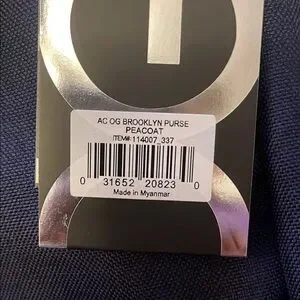 AC OG BROOKLYN PURSE
PEACOAT
ITEM#:114007_337
0 31652 20823 0
Made in Myanmar